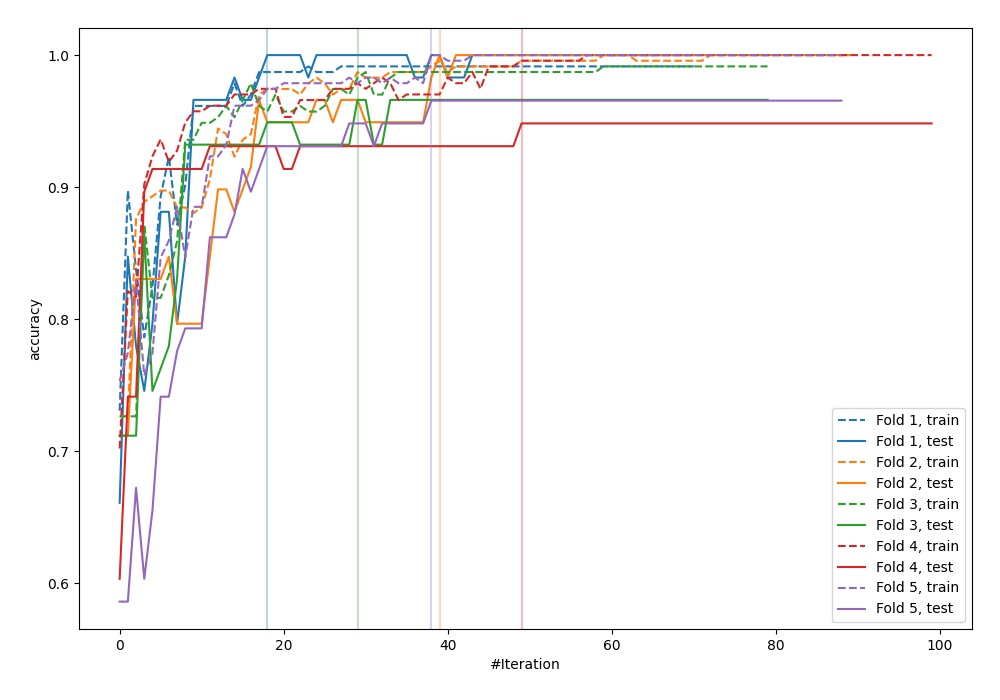 1.0
0.9
0.8
0.7
0.6
accuracy
0
20
40
60
80
100
#Iteration
Fold 1, train
Fold 1, test
Fold 2, train
Fold 2, test
Fold 3, train
Fold 3, test
Fold 4, train
Fold 4, test
Fold 5, train
Fold 5, test